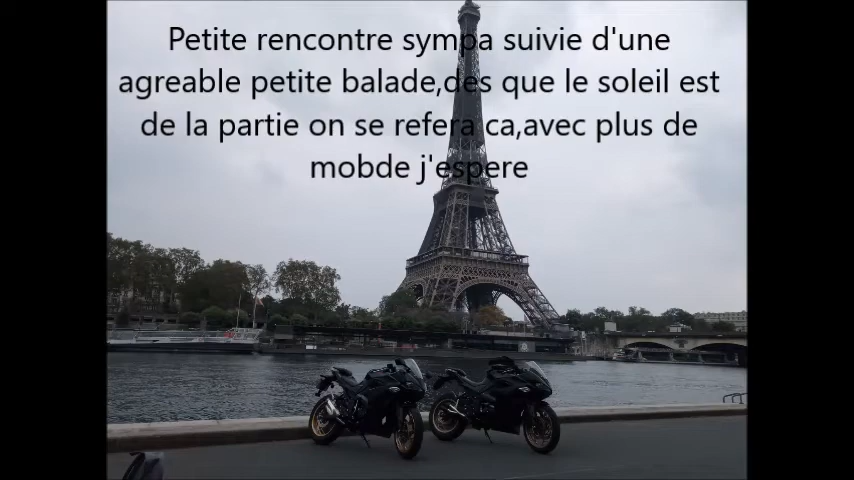 Petite rencontre sympa suivie d'une
agreable petite balade,des que le soleil est
de la partie on se refera ca,avec plus de
mobde j'espere